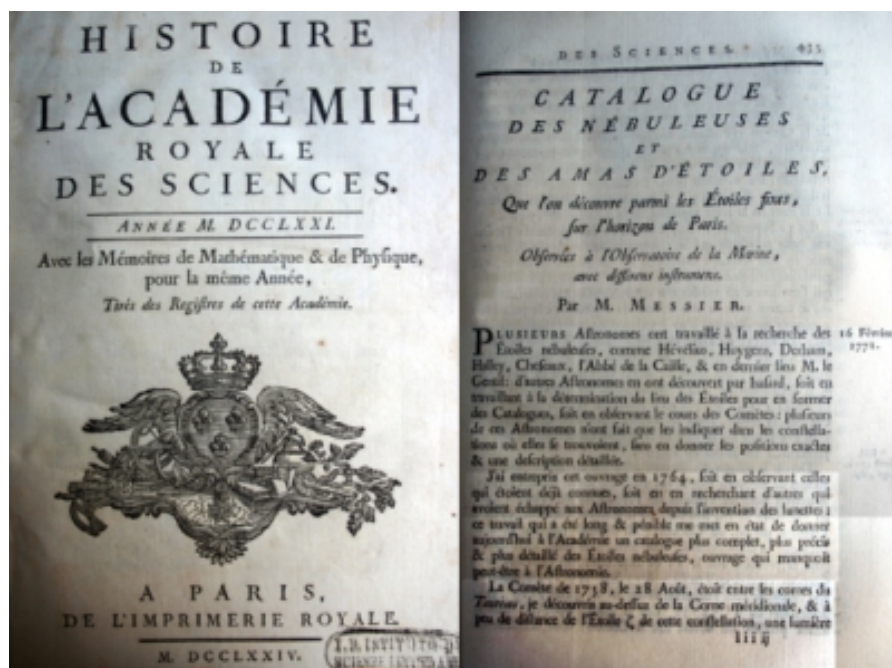 HISTOIRE
DE
L'ACADÉMIE
ROYALE
DES SCIENCES.
ANNÉE M. DCCLXXI.
Avec les Mémoires de Mathématique & de Physique,
pour la même Année,
Tirés des Registres de cette Académie.
A PARIS,
DE L'IMPRIMERIE ROYALE.
M. DCCLXXIV.
DES SCIENCES. 435
CATALOGUE
DES NÉBULEUSES
ET
DES AMAS D'ÉTOILES,
Que l'on découvre parmi les Étoiles fixes,
sur l'horizon de Paris.
Observées à l'Observatoire de la Marine,
avec différens instrumens.
Par M. MESSIER.
PLUSIEURS Astronomes ont travaillé à la recherche des
Étoiles nébuleuses, comme Hévélius, Huygens, Derham,
Halley, Chéseaux, l'Abbé de la Caille, & en dernier lieu M. le
Gentil: d'autres Astronomes en ont découvert par hasard, soit en
travaillant à la détermination du lieu des Étoiles pour en former
des Catalogues, soit en observant le cours des Comètes: plusieurs
de ces Astronomes n'ont fait que les indiquer dans les constella-
tions où elles se trouvoient, sans en donner les positions exactes
& une description détaillée.
16 Février
1771.
J'ai entrepris cet ouvrage en 1764, soit en observant celles
qui étoient déjà connues, soit en en recherchant d'autres qui
avoient échappé aux Astronomes depuis l'invention des lunettes;
ce travail qui a été long & pénible me met en état de donner
aujourd'hui à l'Académie un catalogue plus complet, plus précis
& plus détaillé des Étoiles nébuleuses, ouvrage qui manquoit
peut-être à l'Astronomie.
La Comète de 1758, le 28 Août, étoit entre les cornes du
Taureau, je découvris au-dessus de la Corne méridionale, & à
peu de distance de l'Étoile ζ de cette constellation, une lumière
Iii ij